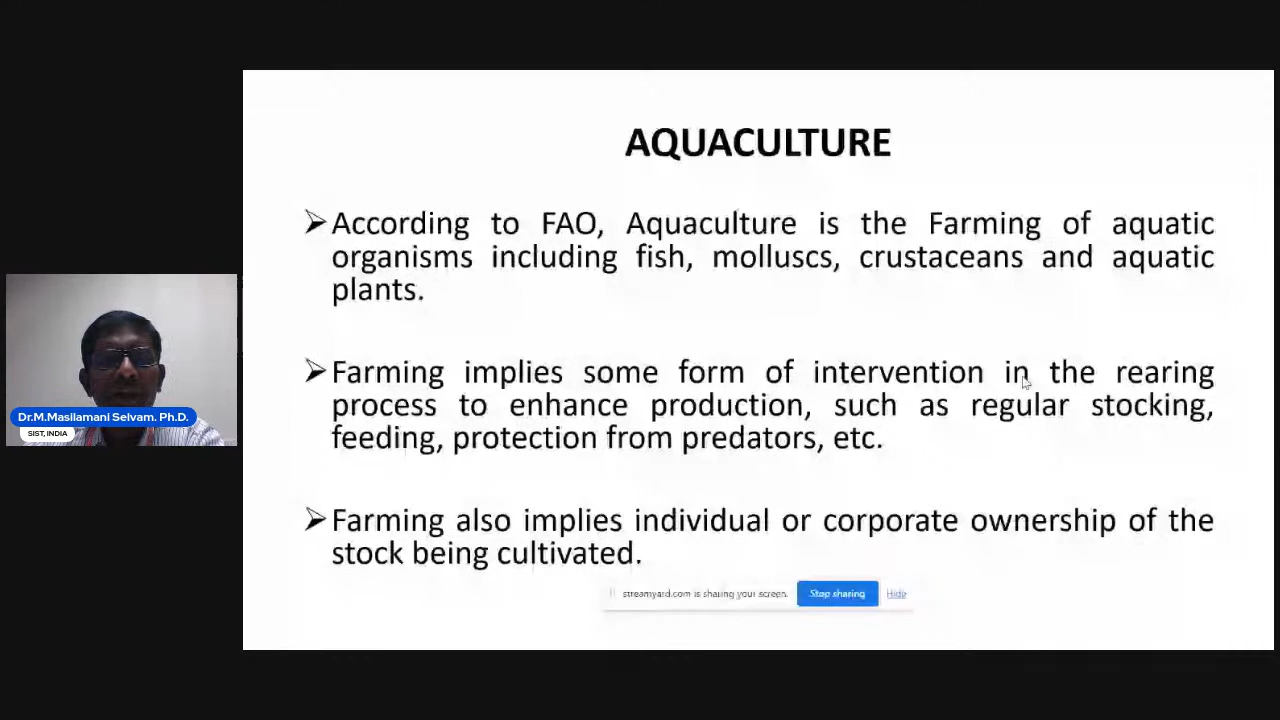 AQUACULTURE
According to FAO, Aquaculture is the Farming of aquatic
organisms including fish, molluscs, crustaceans and aquatic
plants.
Farming implies some form of intervention in the rearing
process to enhance production, such as regular stocking,
feeding, protection from predators, etc.
Farming also implies individual or corporate ownership of the
stock being cultivated.
streamyard.com is sharing your screen. Stop sharing Hide
Dr.M.Masilamani Selvam. Ph.D.
SIST, INDIA